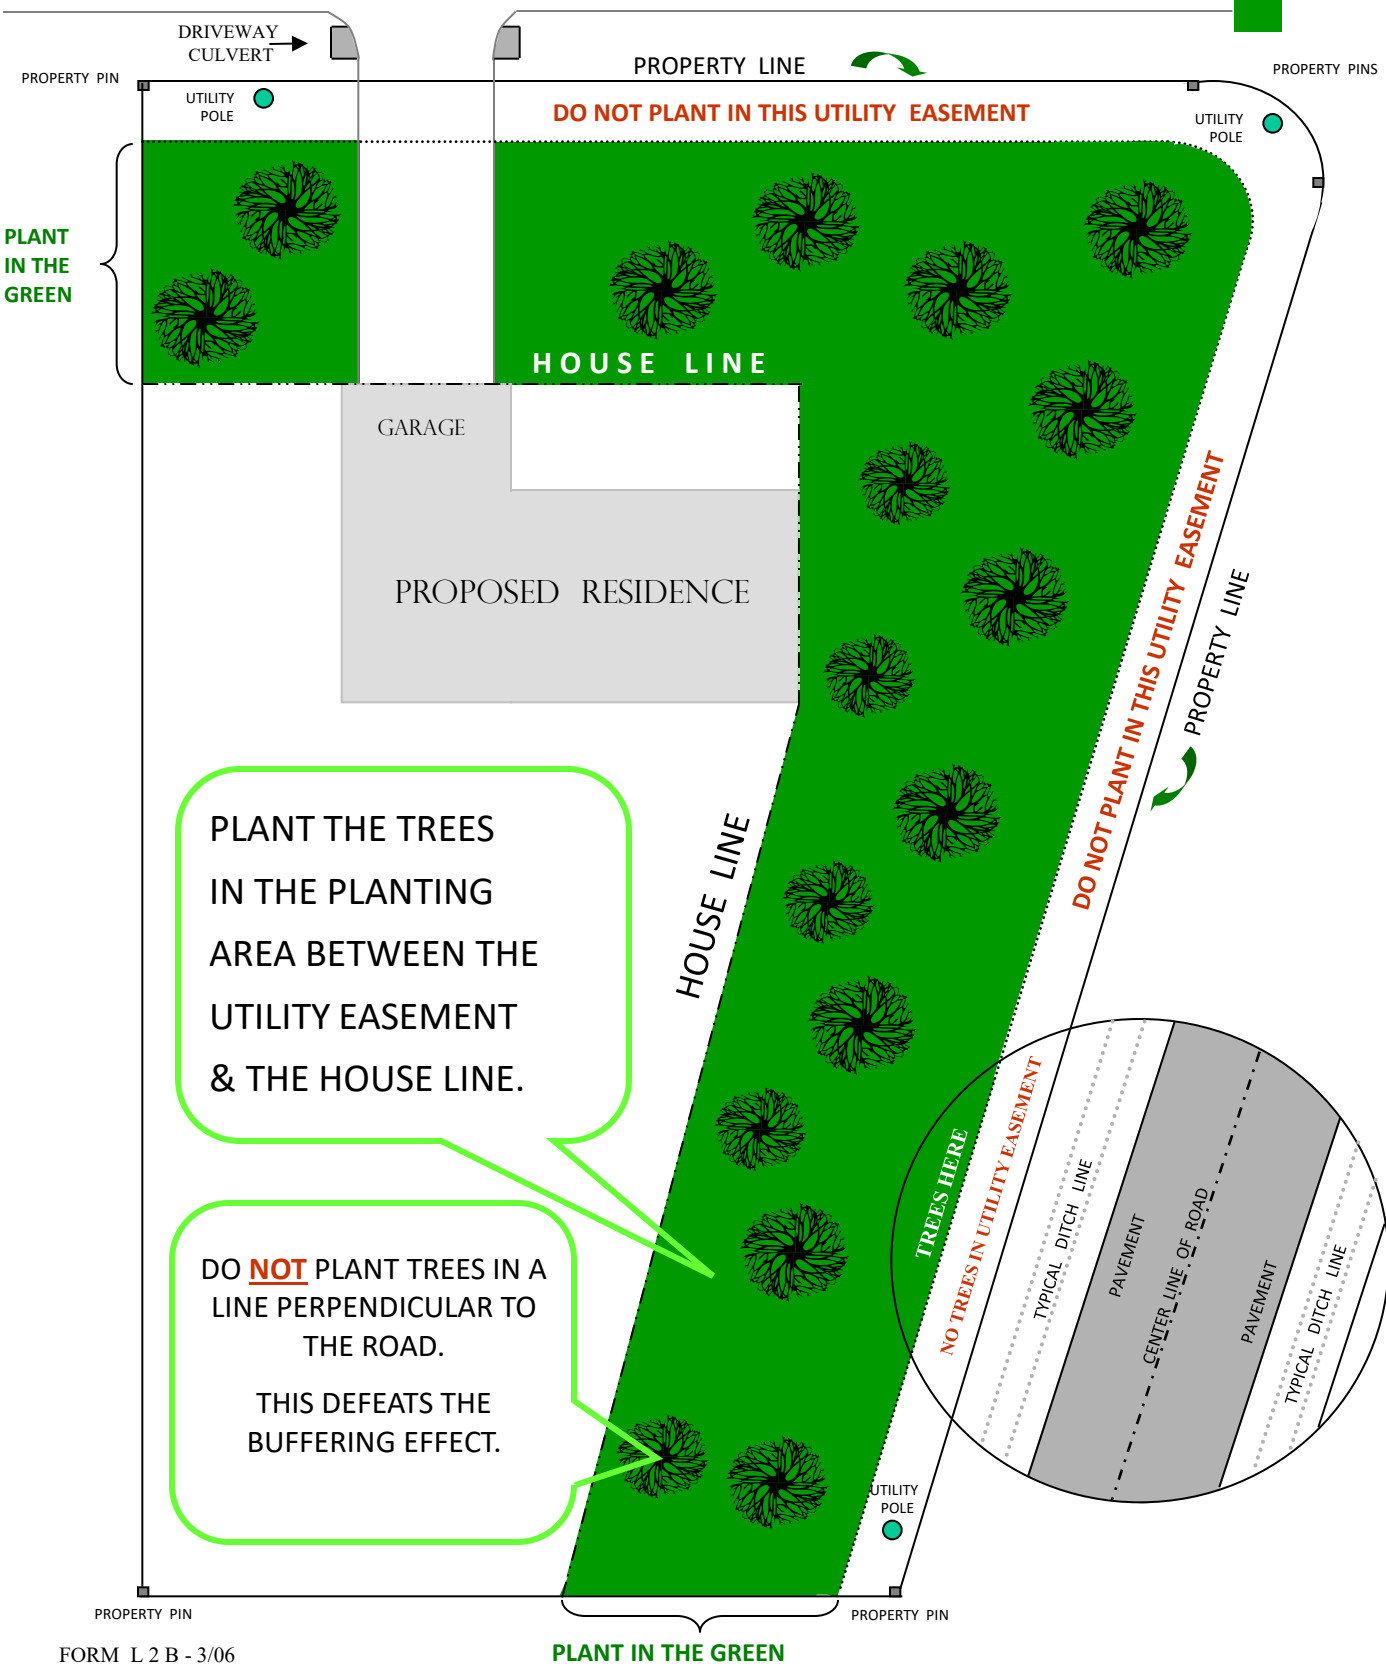 DRIVEWAY
CULVERT
PROPERTY PIN
PROPERTY LINE
PROPERTY PINS
UTILITY
POLE
DO NOT PLANT IN THIS UTILITY EASEMENT
UTILITY
POLE
PLANT
IN THE
GREEN
HOUSE LINE
GARAGE
PROPOSED RESIDENCE
DO NOT PLANT IN THIS UTILITY EASEMENT
PROPERTY LINE
HOUSE LINE
PLANT THE TREES
IN THE PLANTING
AREA BETWEEN THE
UTILITY EASEMENT
& THE HOUSE LINE.
TREES HERE
NO TREES IN UTILITY EASEMENT
TYPICAL DITCH LINE
PAVEMENT
CENTER LINE OF ROAD
PAVEMENT
TYPICAL DITCH LINE
DO NOT PLANT TREES IN A
LINE PERPENDICULAR TO
THE ROAD.
THIS DEFEATS THE
BUFFERING EFFECT.
UTILITY
POLE
PROPERTY PIN
PROPERTY PIN
FORM L 2 B - 3/06
PLANT IN THE GREEN